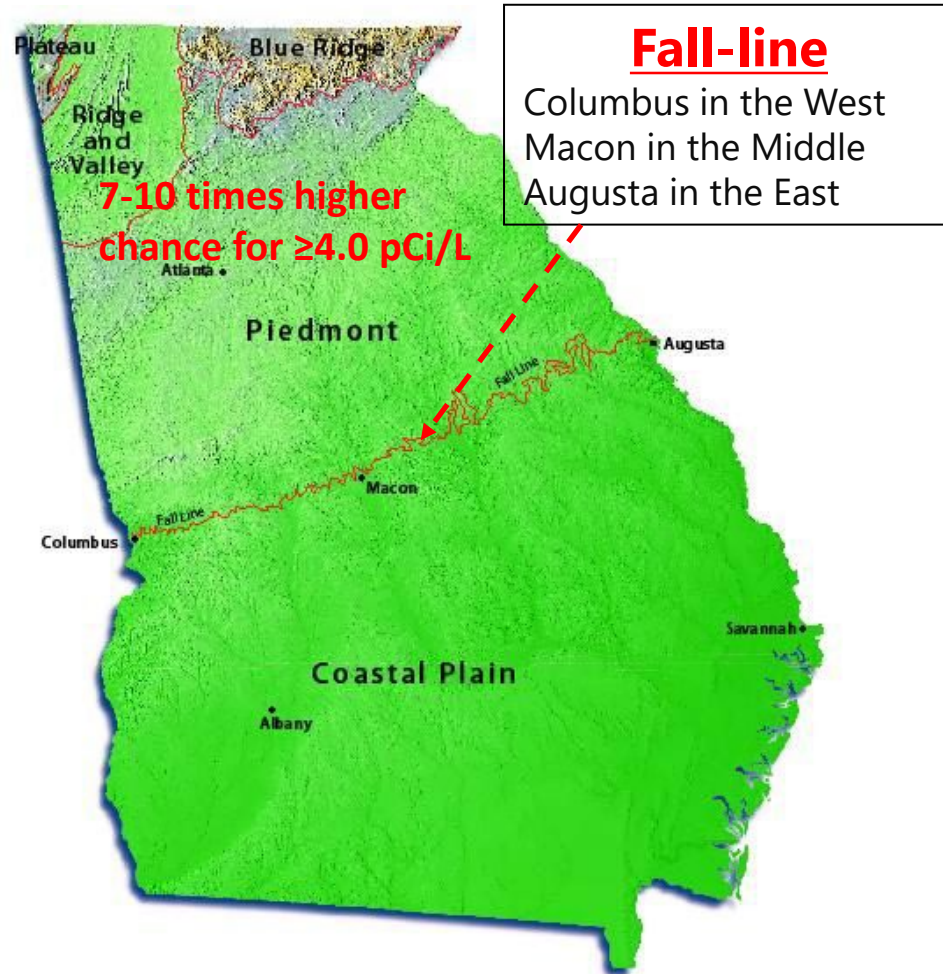 Fall-line
Columbus in the West
Macon in the Middle
Augusta in the East
Plateau
Blue Ridge
Ridge
and
Valley
7-10 times higher
chance for ≥4.0 pCi/L
Atlanta
Piedmont
Augusta
Fall Line
Macon
Fall Line
Columbus
Savannah
Coastal Plain
Albany